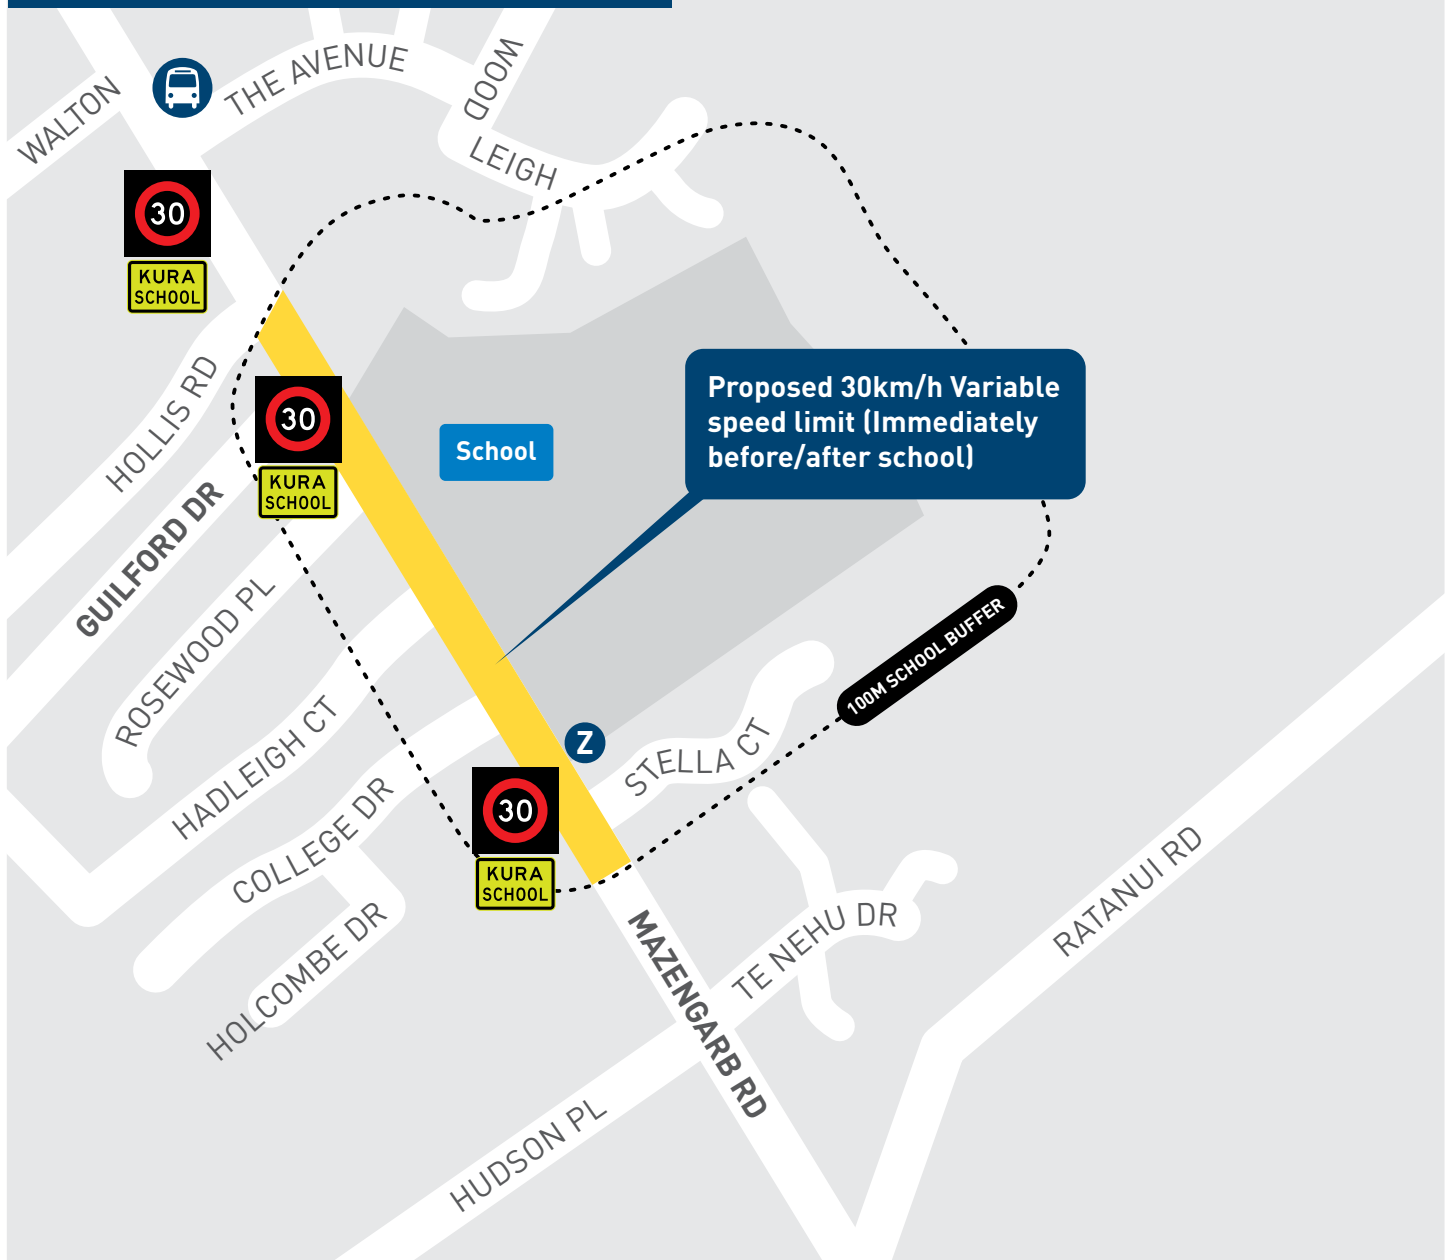 WOOD
THE AVENUE
WALTON
LEIGH
30
KURA
SCHOOL
HOLLIS RD
30
KURA
SCHOOL
School
Proposed 30km/h Variable
speed limit (Immediately
before/after school)
GUILFORD DR
ROSEWOOD PL
100M SCHOOL BUFFER
HADLEIGH CT
Z
STELLA CT
30
KURA
SCHOOL
COLLEGE DR
HOLCOMBE DR
MAZENGARB RD
TE NEHU DR
RATANUI RD
HUDSON PL